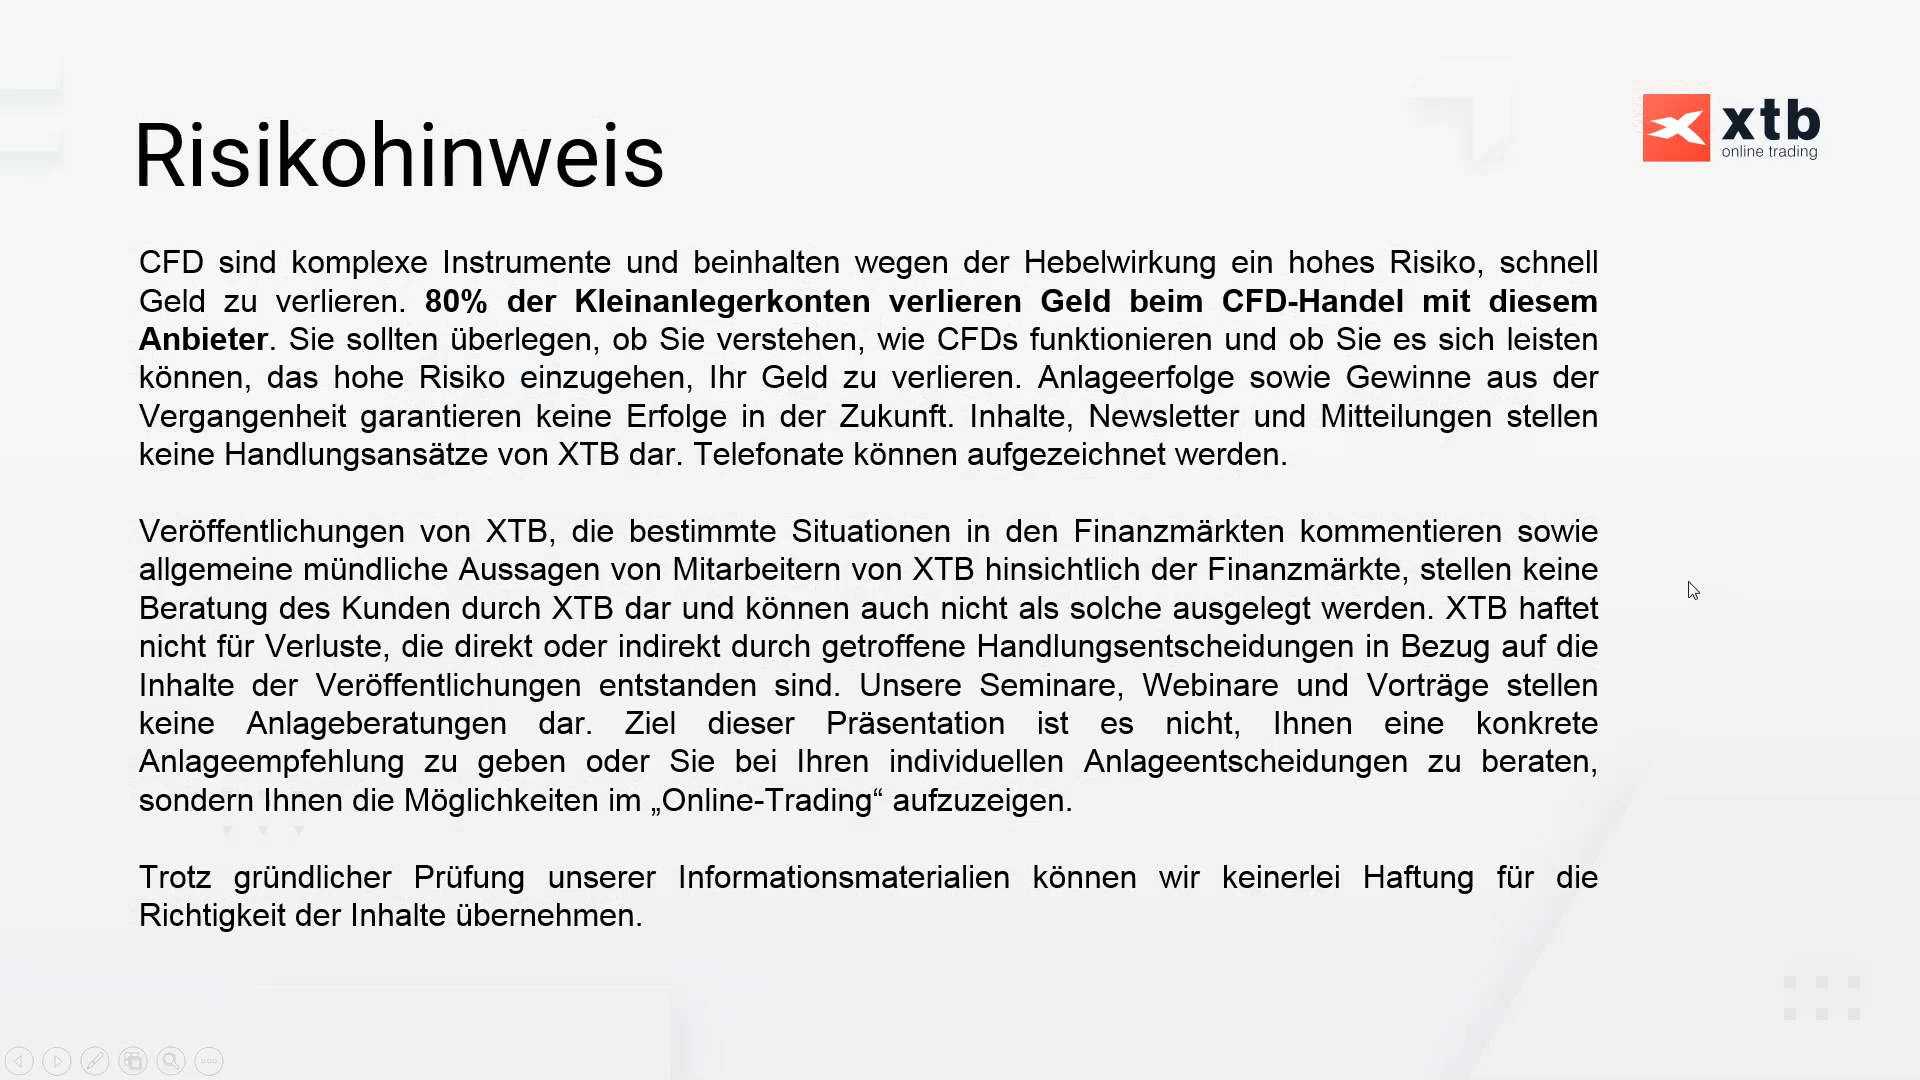 Risikohinweis
xtb
online trading
CFD sind komplexe Instrumente und beinhalten wegen der Hebelwirkung ein hohes Risiko, schnell
Geld zu verlieren. 80% der Kleinanlegerkonten verlieren Geld beim CFD-Handel mit diesem
Anbieter. Sie sollten überlegen, ob Sie verstehen, wie CFDs funktionieren und ob Sie es sich leisten
können, das hohe Risiko einzugehen, Ihr Geld zu verlieren. Anlageerfolge sowie Gewinne aus der
Vergangenheit garantieren keine Erfolge in der Zukunft. Inhalte, Newsletter und Mitteilungen stellen
keine Handlungsansätze von XTB dar. Telefonate können aufgezeichnet werden.
Veröffentlichungen von XTB, die bestimmte Situationen in den Finanzmärkten kommentieren sowie
allgemeine mündliche Aussagen von Mitarbeitern von XTB hinsichtlich der Finanzmärkte, stellen keine
Beratung des Kunden durch XTB dar und können auch nicht als solche ausgelegt werden. XTB haftet
nicht für Verluste, die direkt oder indirekt durch getroffene Handlungsentscheidungen in Bezug auf die
Inhalte der Veröffentlichungen entstanden sind. Unsere Seminare, Webinare und Vorträge stellen
keine Anlageberatungen dar. Ziel dieser Präsentation ist es nicht, Ihnen eine konkrete
Anlageempfehlung zu geben oder Sie bei Ihren individuellen Anlageentscheidungen zu beraten,
sondern Ihnen die Möglichkeiten im „Online-Trading“ aufzuzeigen.
Trotz gründlicher Prüfung unserer Informationsmaterialien können wir keinerlei Haftung für die
Richtigkeit der Inhalte übernehmen.